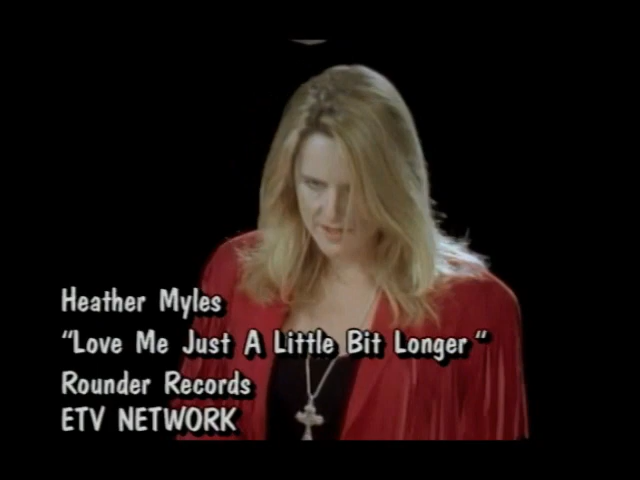 Heather Myles
“Love Me Just A Little Bit Longer “
Rounder Records
ETV NETWORK